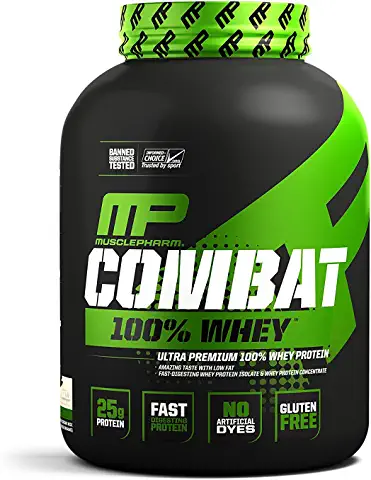 BANNED
SUBSTANCE
TESTED
INFORMED
CHOICE
Trusted by sport
MP
MUSCLEPHARM®
COMBAT
100% WHEY™
ULTRA PREMIUM 100% WHEY PROTEIN
• AMAZING TASTE WITH LOW FAT
• FAST-DIGESTING WHEY PROTEIN ISOLATE & WHEY PROTEIN CONCENTRATE
25g
PROTEIN
FAST
DIGESTING
PROTEIN
NO
ARTIFICIAL
DYES
GLUTEN
FREE